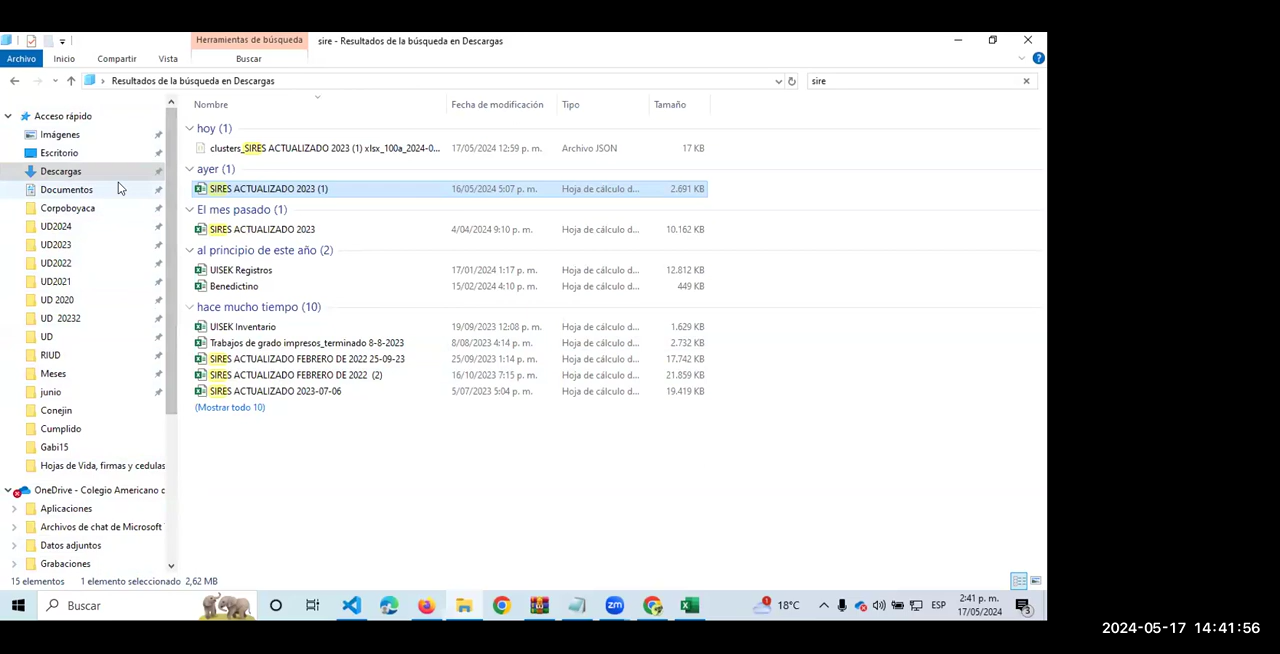 Herramientas de búsqueda
sire - Resultados de la búsqueda en Descargas
Archivo Inicio Compartir Vista Buscar
Resultados de la búsqueda en Descargas
sire
Nombre Fecha de modificación Tipo Tamaño
hoy (1)
clusters_SIRES ACTUALIZADO 2023 (1) xlsx_100a_2024-0... 17/05/2024 12:59 p. m. Archivo JSON 17 KB
ayer (1)
SIRES ACTUALIZADO 2023 (1) 16/05/2024 5:07 p. m. Hoja de cálculo d... 2.691 KB
El mes pasado (1)
SIRES ACTUALIZADO 2023 4/04/2024 9:10 p. m. Hoja de cálculo d... 10.162 KB
al principio de este año (2)
UISEK Registros 17/01/2024 1:17 p. m. Hoja de cálculo d... 12.812 KB
Benedictino 15/02/2024 4:10 p. m. Hoja de cálculo d... 449 KB
hace mucho tiempo (10)
UISEK Inventario 19/09/2023 12:08 p. m. Hoja de cálculo d... 1.629 KB
Trabajos de grado impresos_terminado 8-8-2023 8/08/2023 4:14 p. m. Hoja de cálculo d... 2.732 KB
SIRES ACTUALIZADO FEBRERO DE 2022 25-09-23 25/09/2023 1:14 p. m. Hoja de cálculo d... 17.742 KB
SIRES ACTUALIZADO FEBRERO DE 2022 (2) 16/10/2023 7:15 p. m. Hoja de cálculo d... 21.859 KB
SIRES ACTUALIZADO 2023-07-06 5/07/2023 5:04 p. m. Hoja de cálculo d... 19.419 KB
(Mostrar todo 10)
Acceso rápido
Imágenes
Escritorio
Descargas
Documentos
Corpoboyaca
UD2024
UD2023
UD2022
UD2021
UD 2020
UD 20232
UD
RIUD
Meses
junio
Conejin
Cumplido
Gabi15
Hojas de Vida, firmas y cedulas
OneDrive - Colegio Americano c
Aplicaciones
Archivos de chat de Microsoft
Datos adjuntos
Grabaciones
15 elementos 1 elemento seleccionado 2,62 MB
Buscar
zm
18°C
ESP
2:41 p. m.
17/05/2024
3
2024-05-17 14:41:56